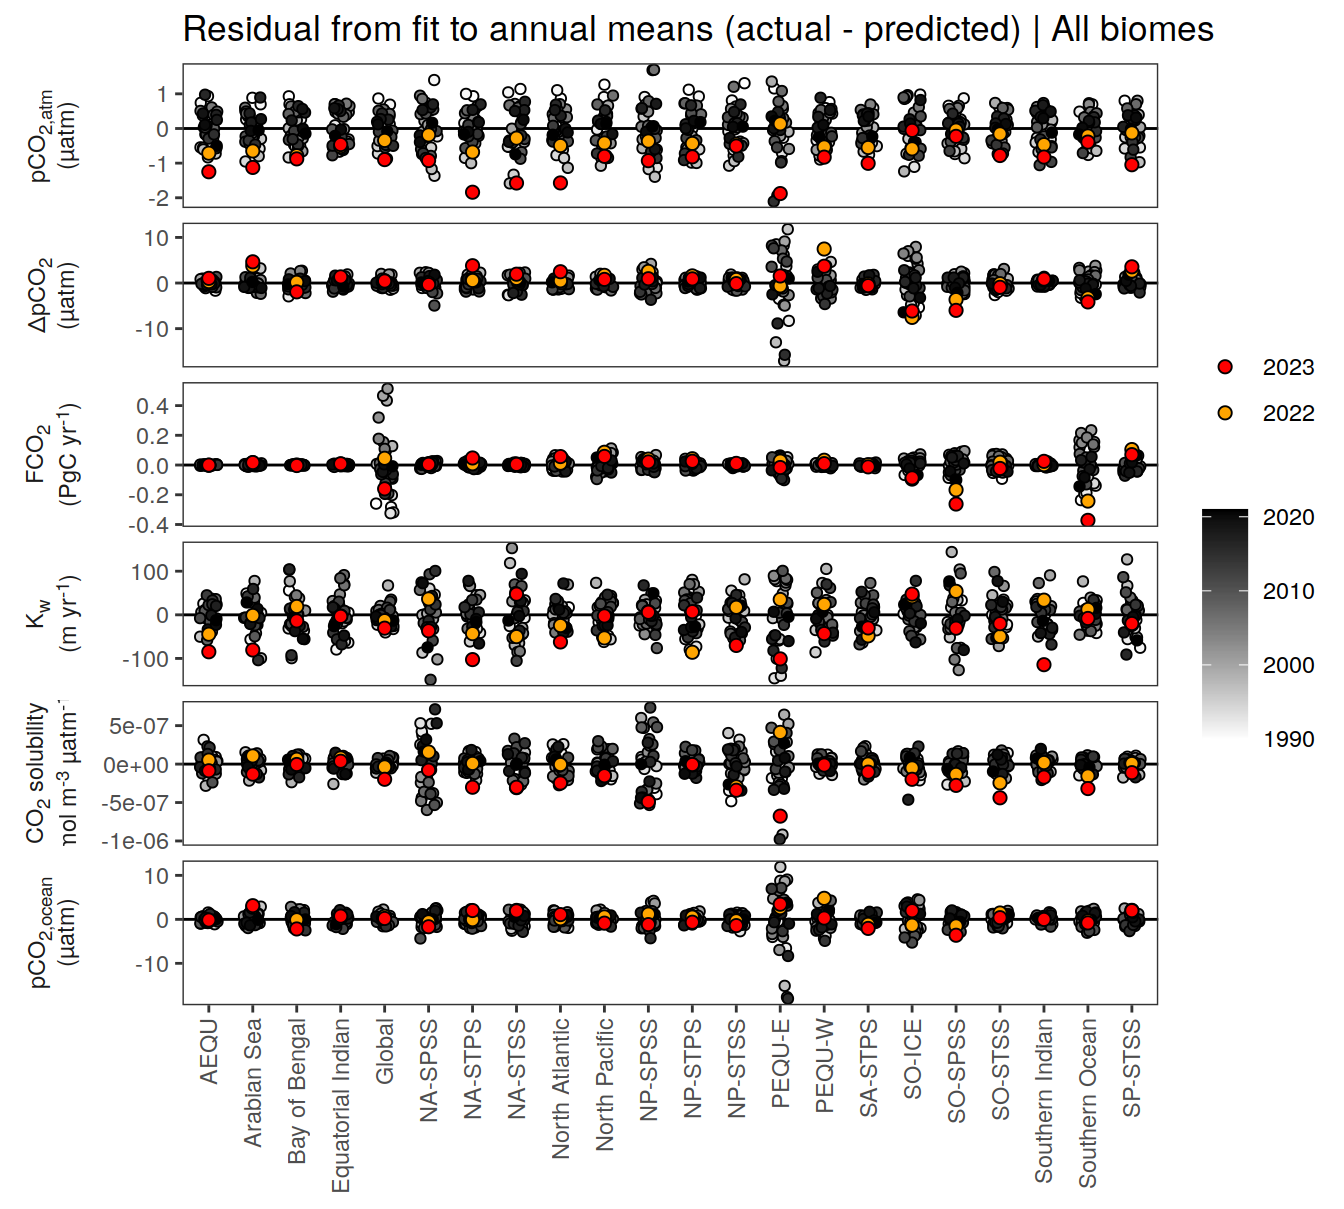 Residual from fit to annual means (actual - predicted) | All biomes
pCO2,atm
(µatm)
1
0
-1
-2
ΔpCO2
(µatm)
10
0
-10
FCO2
(PgC yr-1)
0.4
0.2
0.0
-0.2
-0.4
Kw
(m yr-1)
100
0
-100
CO2 solubility
mol m-3 µatm-1
5e-07
0e+00
-5e-07
-1e-06
pCO2,ocean
(µatm)
10
0
-10
AEQU
Arabian Sea
Bay of Bengal
Equatorial Indian
Global
NA-SPSS
NA-STPS
NA-STSS
North Atlantic
North Pacific
NP-SPSS
NP-STPS
NP-STSS
PEQU-E
PEQU-W
SA-STPS
SO-ICE
SO-SPSS
SO-STSS
Southern Indian
Southern Ocean
SP-STSS
2023
2022
2020
2010
2000
1990